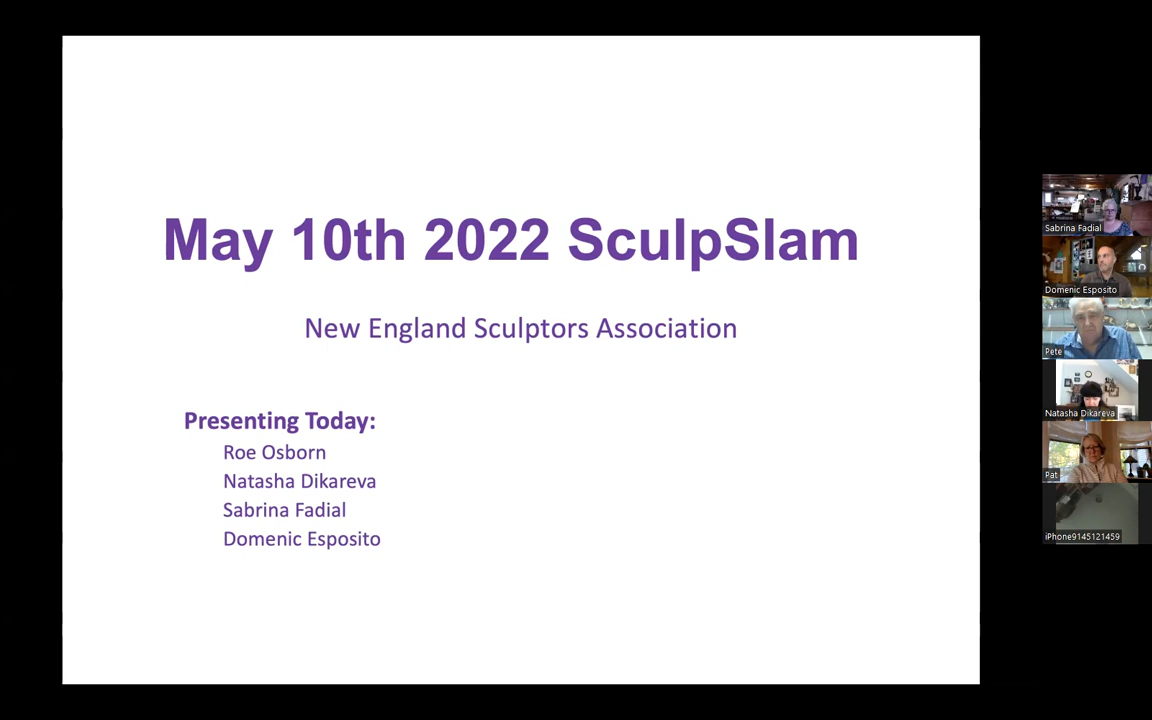 May 10th 2022 SculpSlam
New England Sculptors Association
Presenting Today:
Roe Osborn
Natasha Dikareva
Sabrina Fadial
Domenic Esposito
Sabrina Fadial
Domenic Esposito
Pete
Natasha Dikareva
Pat
iPhone9145121459